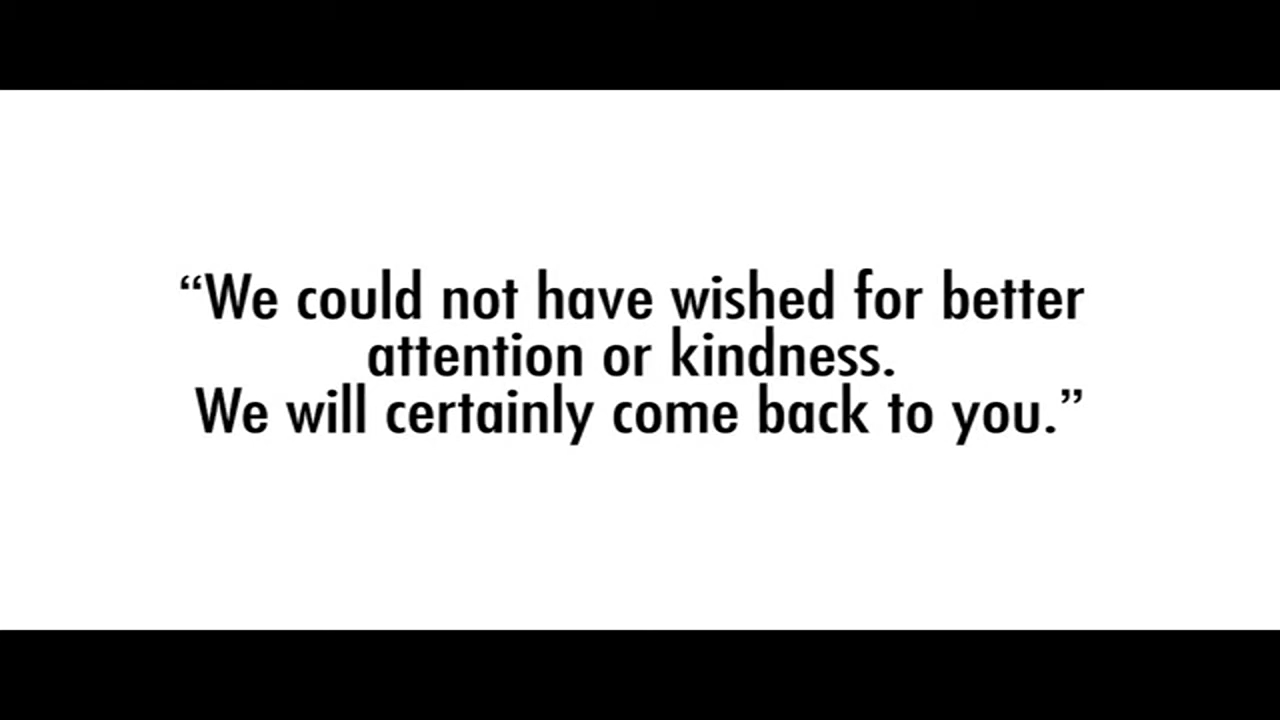 “We could not have wished for better
attention or kindness.
We will certainly come back to you.”